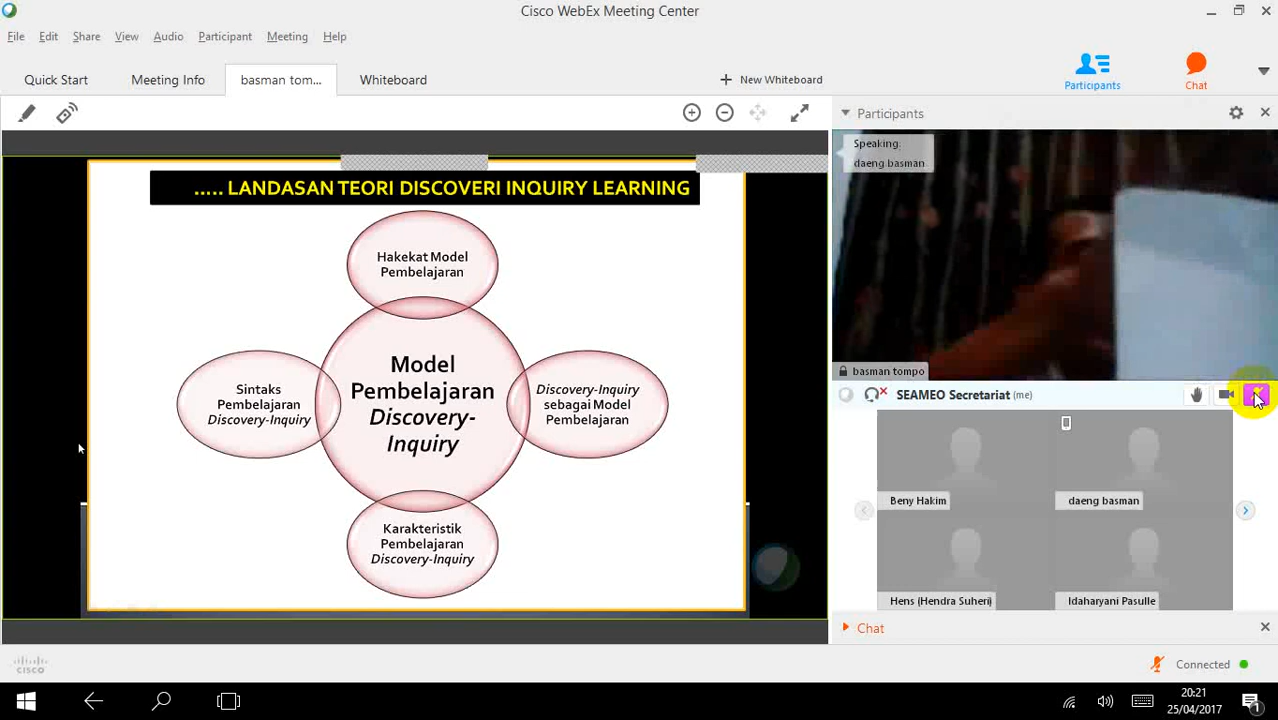 Cisco WebEx Meeting Center
File Edit Share View Audio Participant Meeting Help
Quick Start Meeting Info basman tom... Whiteboard
New Whiteboard
Participants
Chat
Participants
Speaking:
daeng basman
..... LANDASAN TEORI DISCOVERI INQUIRY LEARNING
Hakekat Model
Pembelajaran
Model
Pembelajaran
Discovery-
Inquiry
Sintaks
Pembelajaran
Discovery-Inquiry
Discovery-Inquiry
sebagai Model
Pembelajaran
Karakteristik
Pembelajaran
Discovery-Inquiry
basman tompo
SEAMEO Secretariat (me)
Beny Hakim
daeng basman
Hens (Hendra Suheri)
Idaharyani Pasulle
Chat
cisco
Connected
20:21
25/04/2017
1